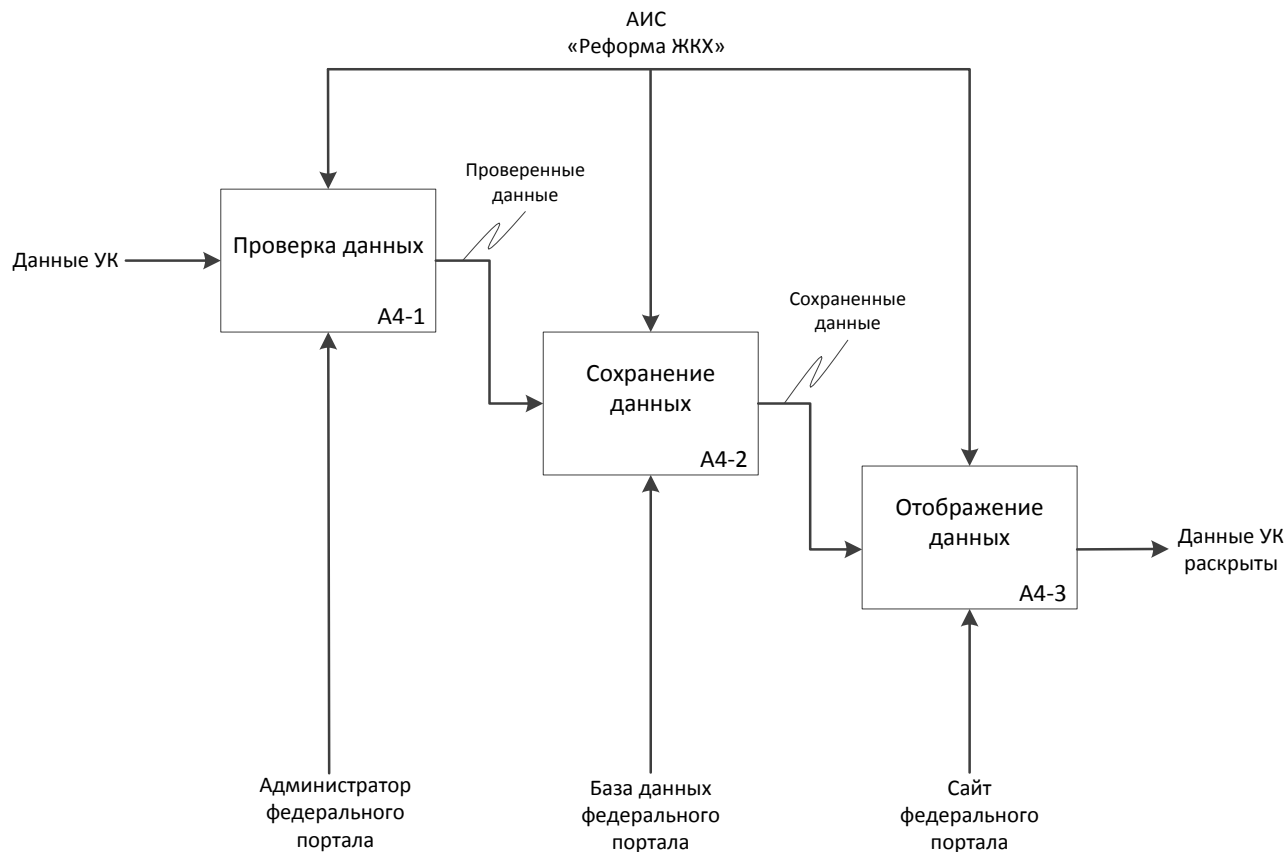 АИС
«Реформа ЖКХ»
Проверенные
данные
Данные УК
Проверка данных
А4-1
Сохраненные
данные
Сохранение
данных
А4-2
Отображение
данных
А4-3
Данные УК
раскрыты
Администратор
федерального
портала
База данных
федерального
портала
Сайт
федерального
портала